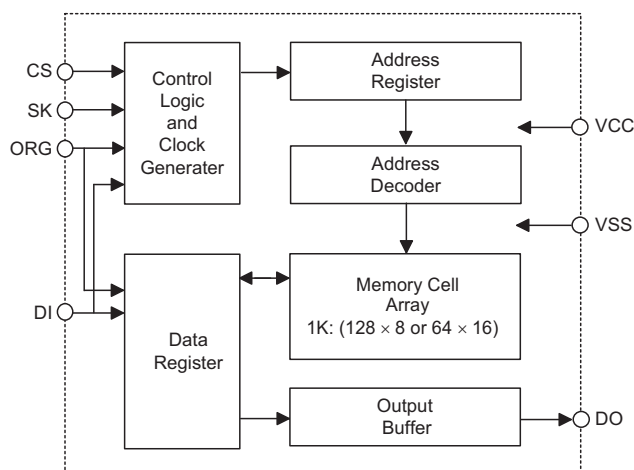 CS
SK
ORG
DI
Control
Logic
and
Clock
Generater
Address
Register
Address
Decoder
VCC
VSS
Memory Cell
Array
1K: (128 × 8 or 64 × 16)
Data
Register
Output
Buffer
DO